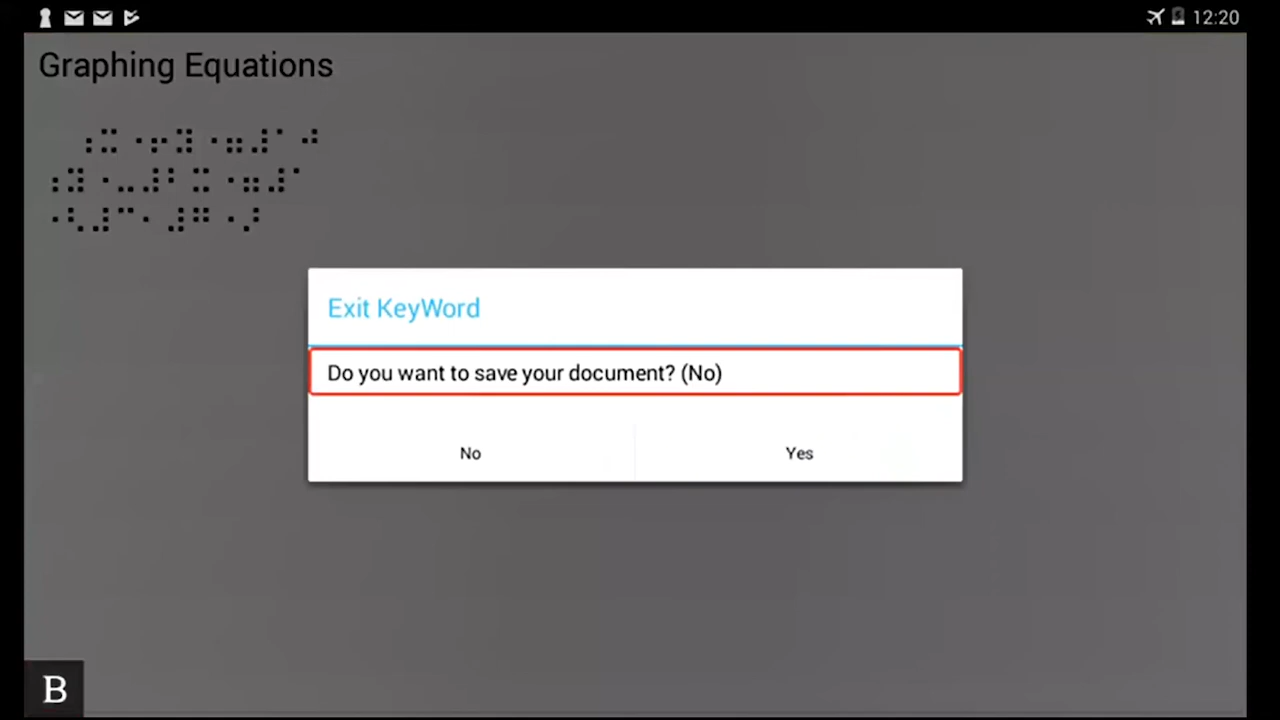 12:20
Graphing Equations
⠰⠭⠐⠖⠽⠐⠶⠼⠁⠚
⠰⠽⠐⠤⠼⠃⠭⠐⠶⠼⠁
⠐⠣⠼⠉⠂⠼⠛⠐⠜
Exit KeyWord
Do you want to save your document? (No)
No
Yes
B